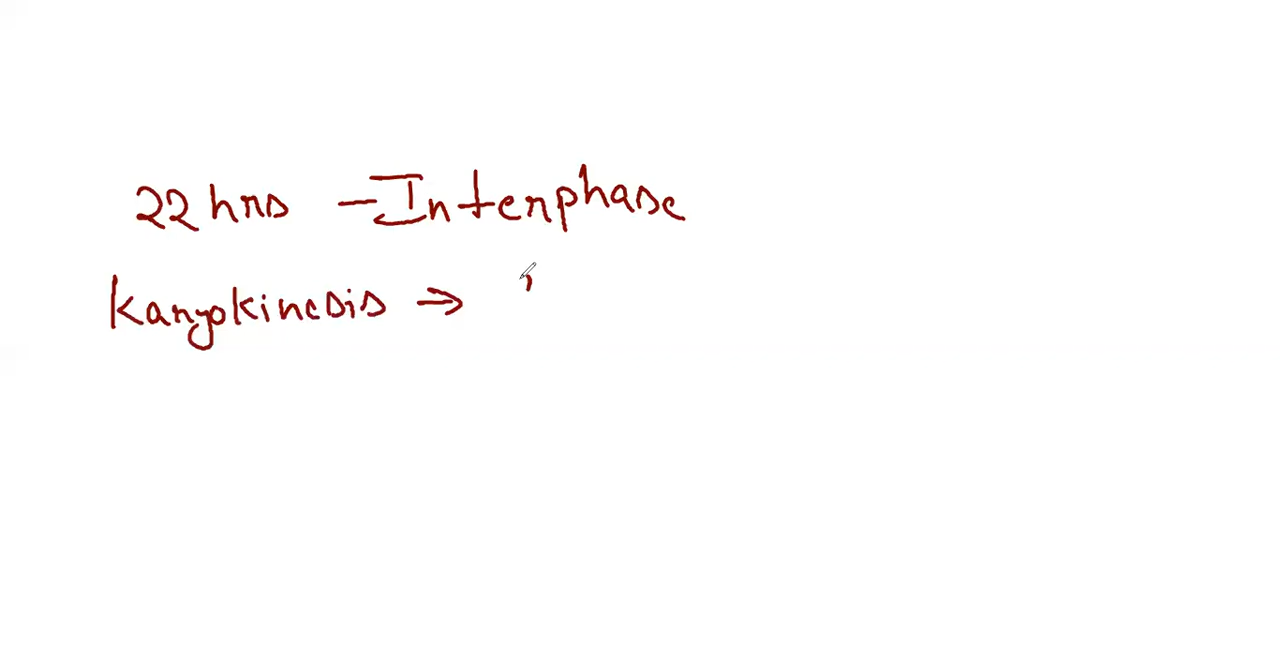 22 hrs - Interphase
Karyokinesis →